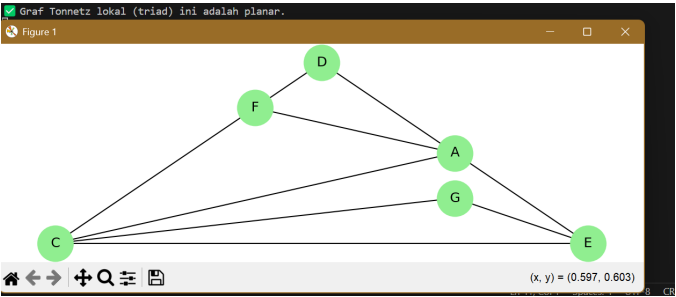 ✅ Graf Tonnetz lokal (triad) ini adalah planar.
Figure 1
D
F
A
G
C
E
(x, y) = (0.597, 0.603)